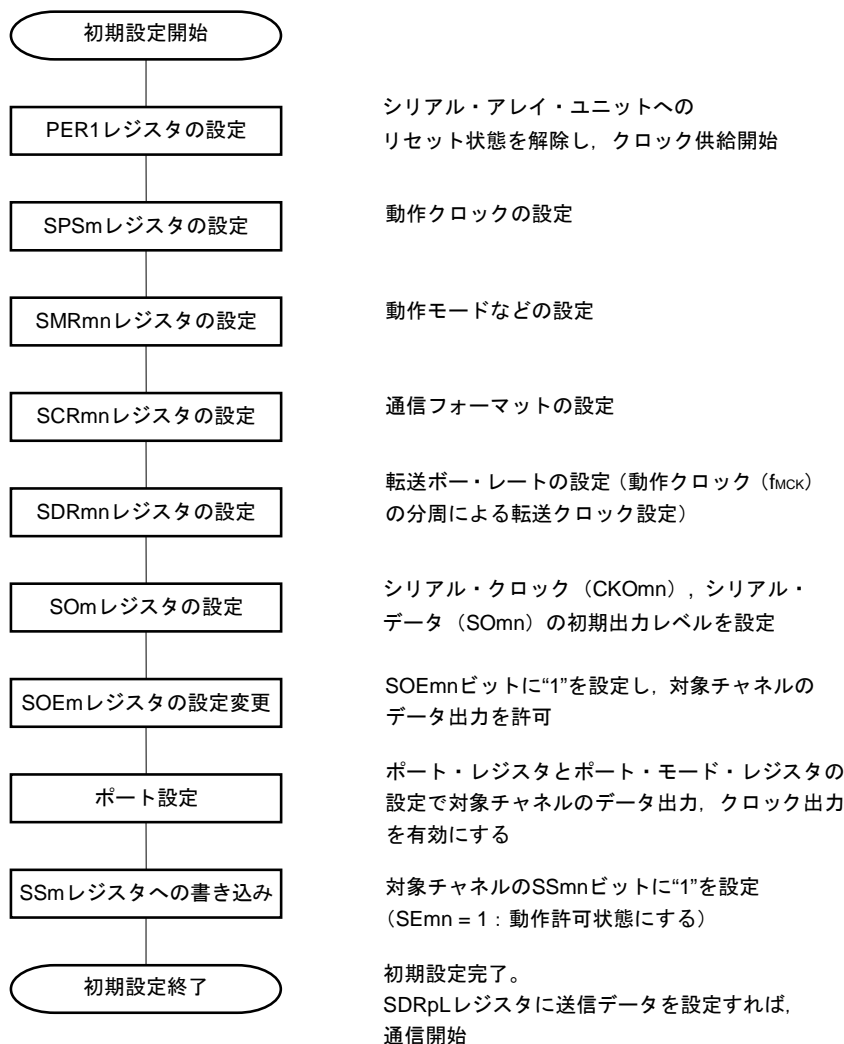 初期設定開始
PER1レジスタの設定
シリアル・アレイ・ユニットへの
リセット状態を解除し，クロック供給開始
SPSmレジスタの設定
動作クロックの設定
SMRmnレジスタの設定
動作モードなどの設定
SCRmnレジスタの設定
通信フォーマットの設定
SDRmnレジスタの設定
転送ボー・レートの設定（動作クロック（fMCK）
の分周による転送クロック設定）
SOmレジスタの設定
シリアル・クロック（CKOmn）, シリアル・
データ（SOmn）の初期出力レベルを設定
SOEmレジスタの設定変更
SOEmnビットに“1”を設定し，対象チャネルの
データ出力を許可
ポート設定
ポート・レジスタとポート・モード・レジスタの
設定で対象チャネルのデータ出力，クロック出力
を有効にする
SSmレジスタへの書き込み
対象チャネルのSSmnビットに“1”を設定
（SEmn = 1：動作許可状態にする）
初期設定終了
初期設定完了。
SDRpLレジスタに送信データを設定すれば，
通信開始